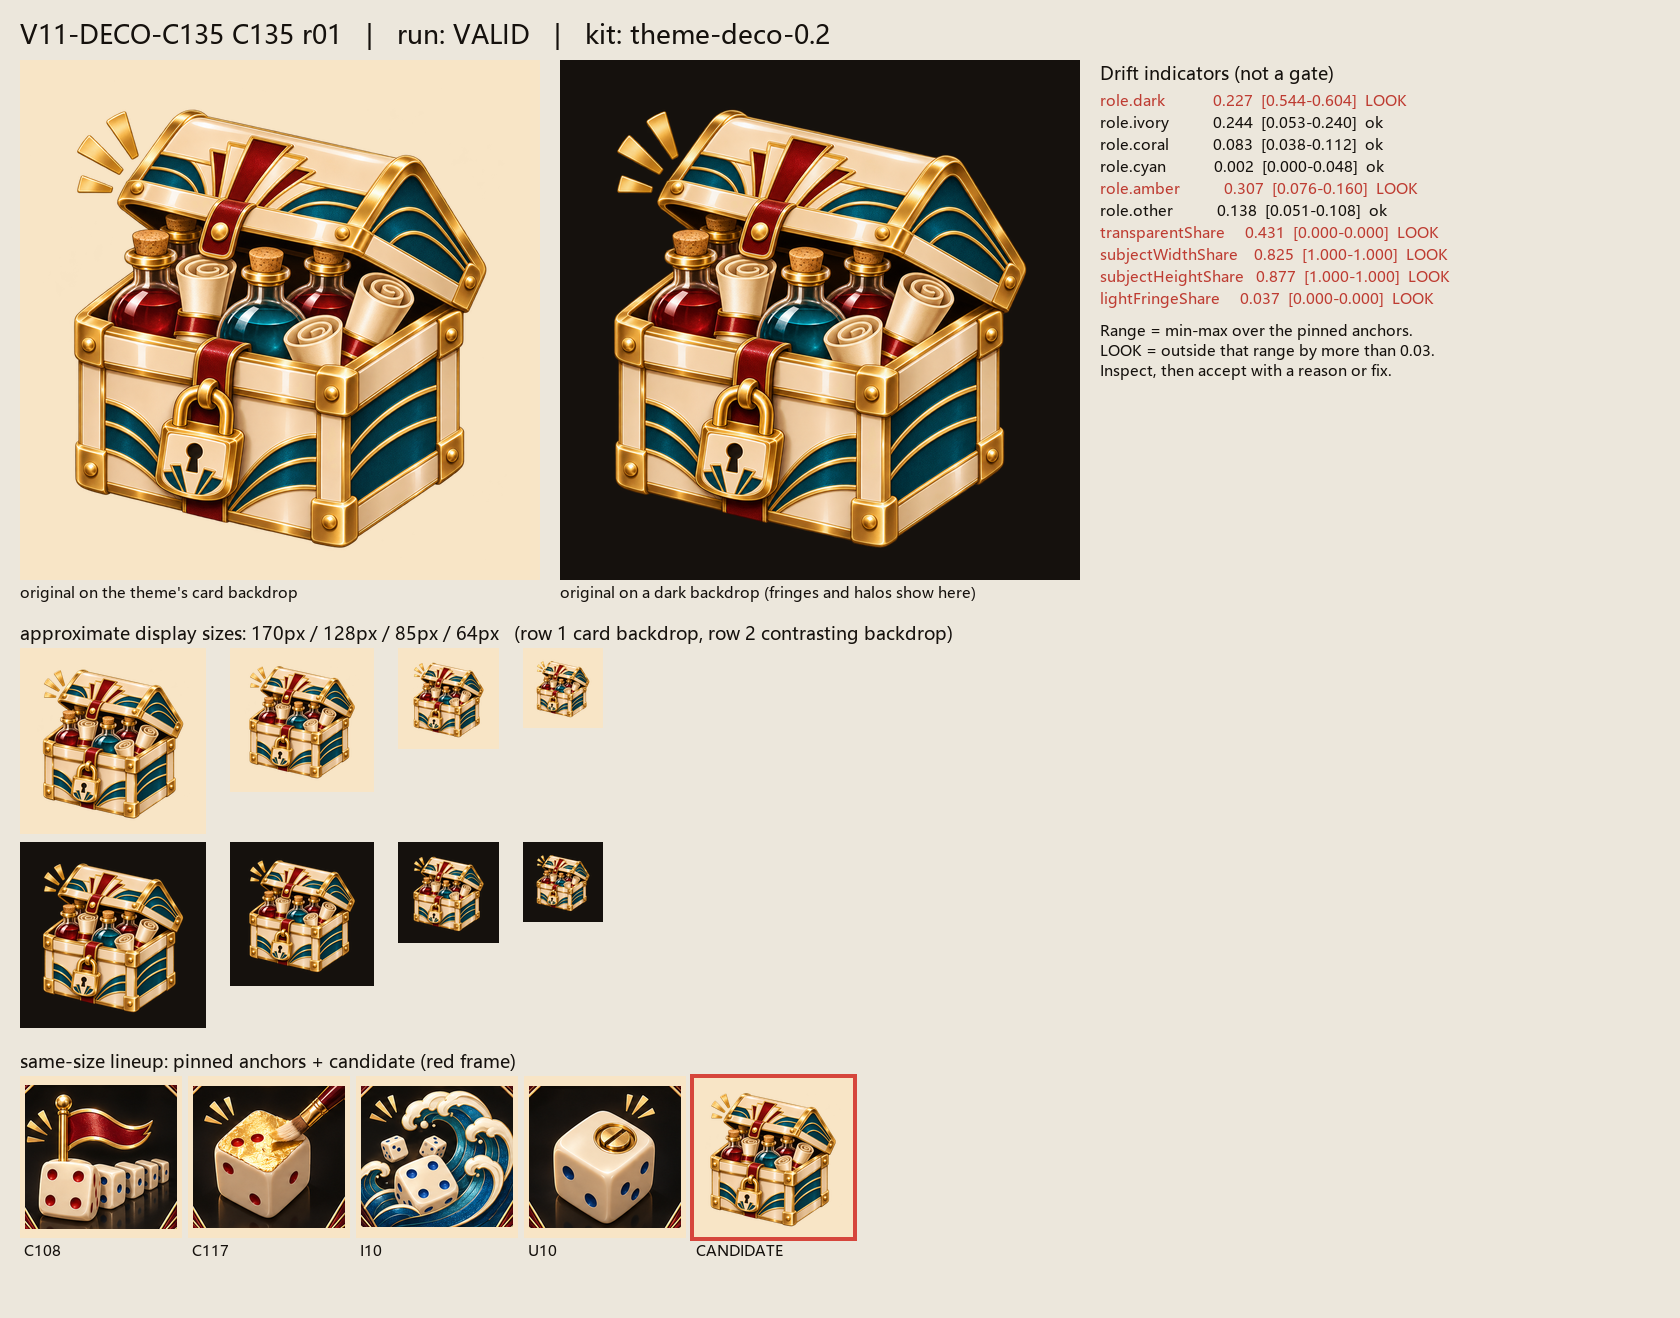 V11-DECO-C135 C135 r01 | run: VALID | kit: theme-deco-0.2
Drift indicators (not a gate)
role.dark 0.227 [0.544-0.604] LOOK
role.ivory 0.244 [0.053-0.240] ok
role.coral 0.083 [0.038-0.112] ok
role.cyan 0.002 [0.000-0.048] ok
role.amber 0.307 [0.076-0.160] LOOK
role.other 0.138 [0.051-0.108] ok
transparentShare 0.431 [0.000-0.000] LOOK
subjectWidthShare 0.825 [1.000-1.000] LOOK
subjectHeightShare 0.877 [1.000-1.000] LOOK
lightFringeShare 0.037 [0.000-0.000] LOOK
Range = min-max over the pinned anchors.
LOOK = outside that range by more than 0.03.
Inspect, then accept with a reason or fix.
original on the theme's card backdrop
original on a dark backdrop (fringes and halos show here)
approximate display sizes: 170px / 128px / 85px / 64px (row 1 card backdrop, row 2 contrasting backdrop)
same-size lineup: pinned anchors + candidate (red frame)
C108
C117
I10
U10
CANDIDATE